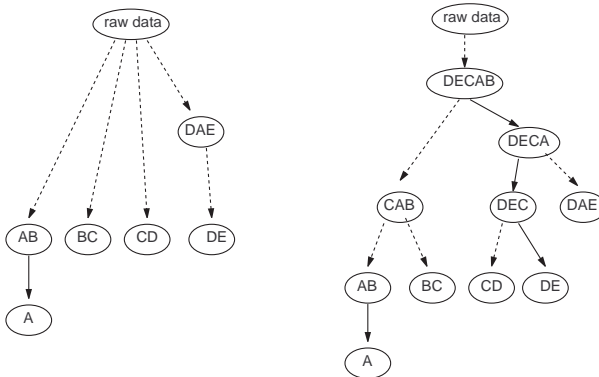 raw data
DAE
AB
BC
CD
DE
A
raw data
DECAB
DECA
CAB
DEC
DAE
AB
BC
CD
DE
A